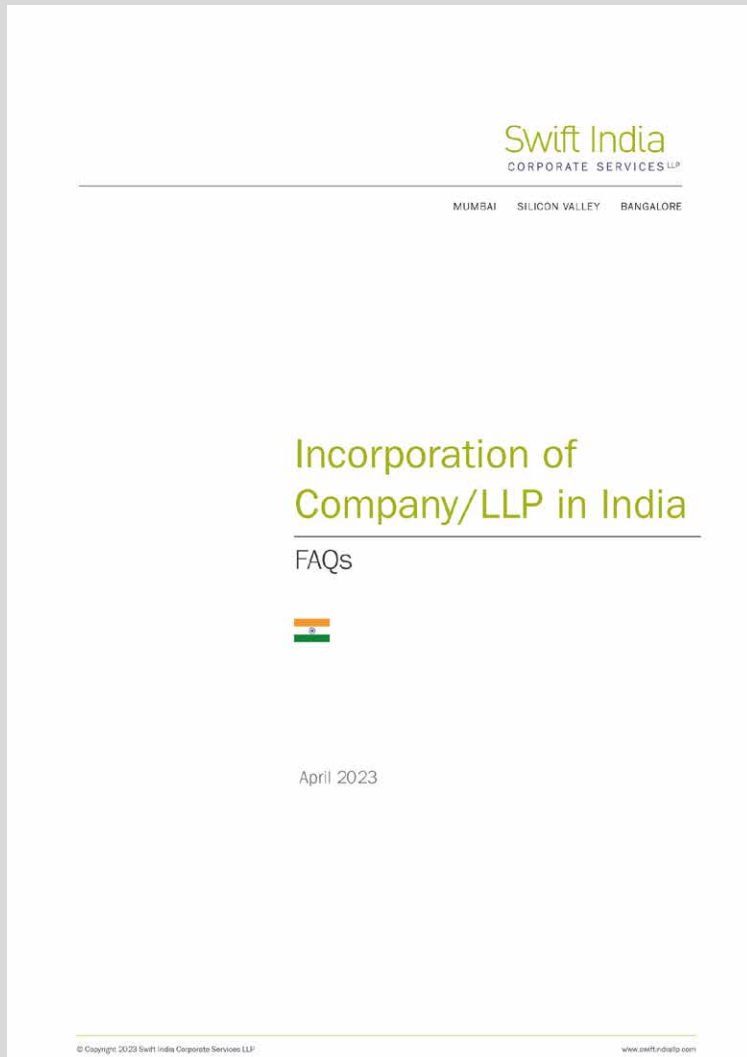 Swift India
CORPORATE SERVICES LLP
MUMBAI SILICON VALLEY BANGALORE
Incorporation of
Company/LLP in India
FAQs
April 2023
© Copyright 2023 Swift India Corporate Services LLP
www.swiftindiallp.com